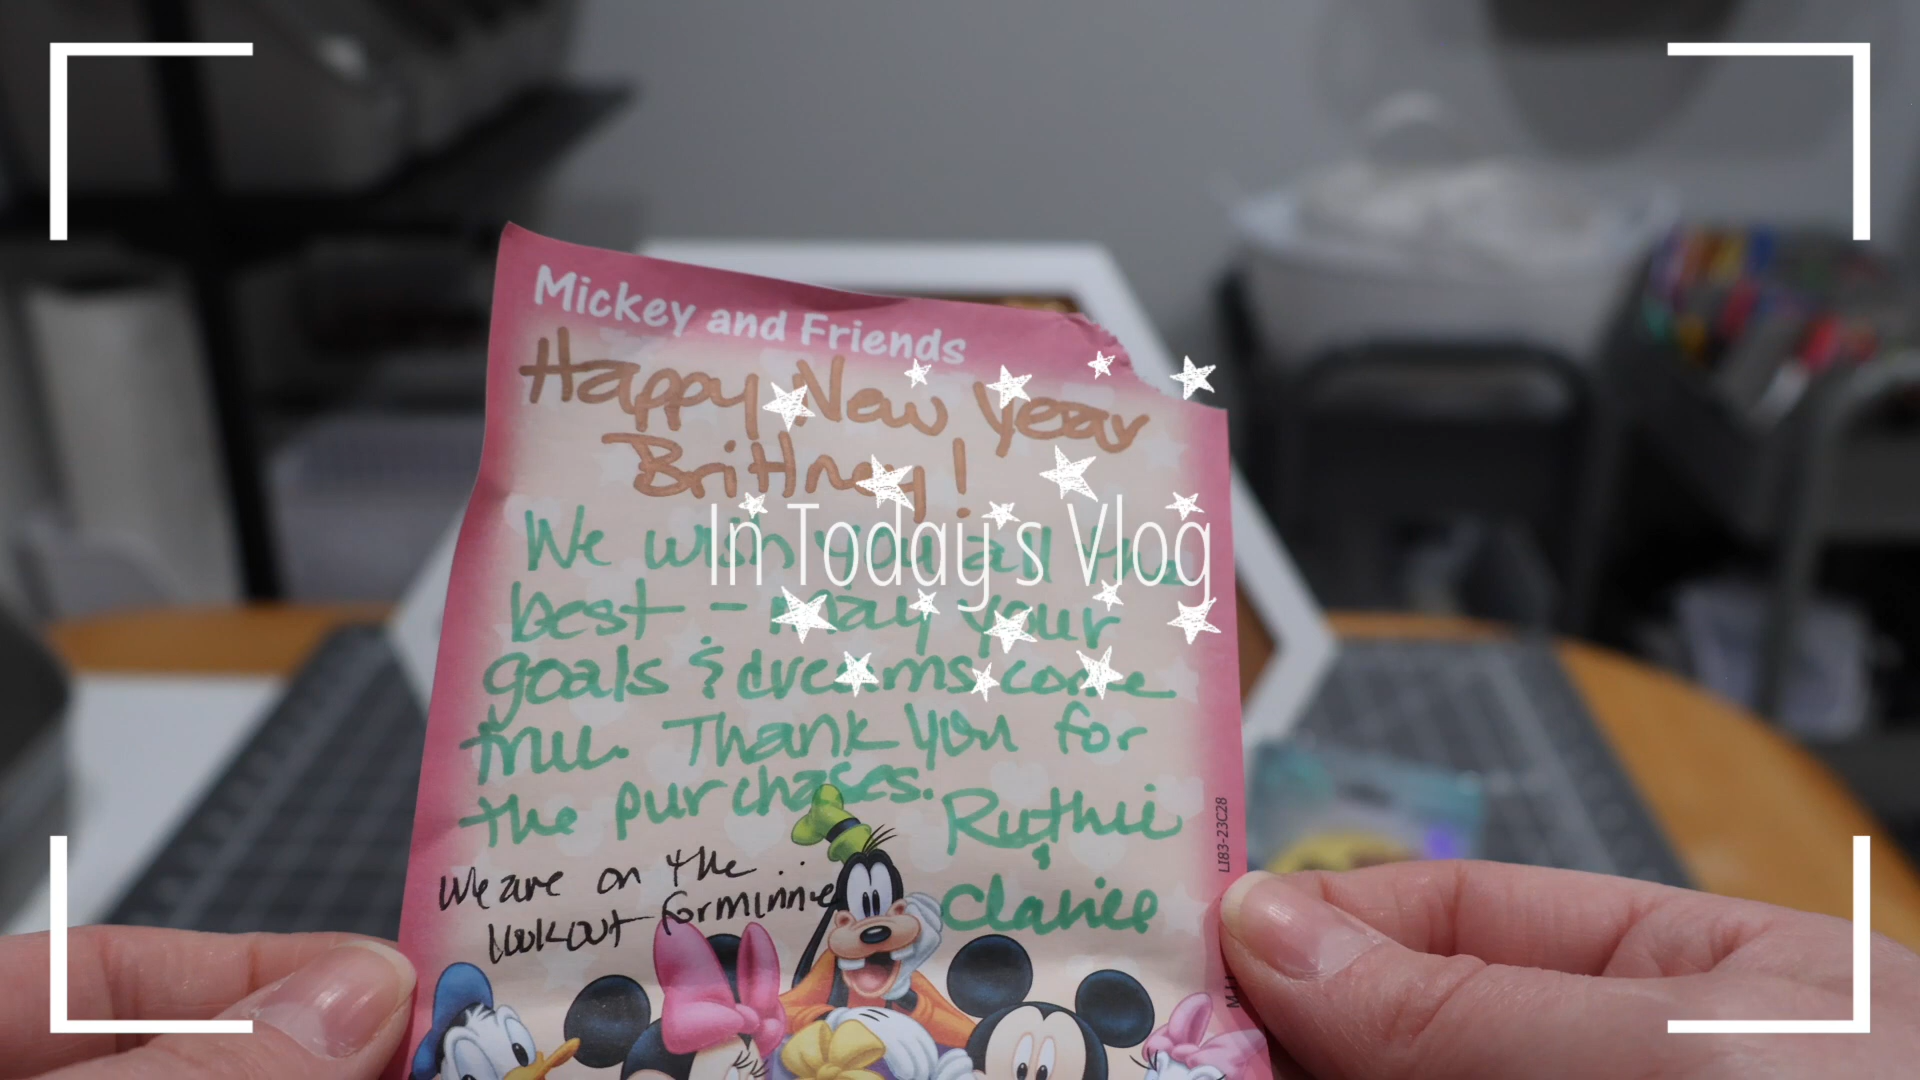 Mickey and Friends
Happy New Year
Brittney!
We wish you all the
best - may your
goals & dreams come
true. Thank you for
the purchases.
Ruthie
&
Clarice
We are on the
lookout for minnie
In Today's Vlog
L183-23C28